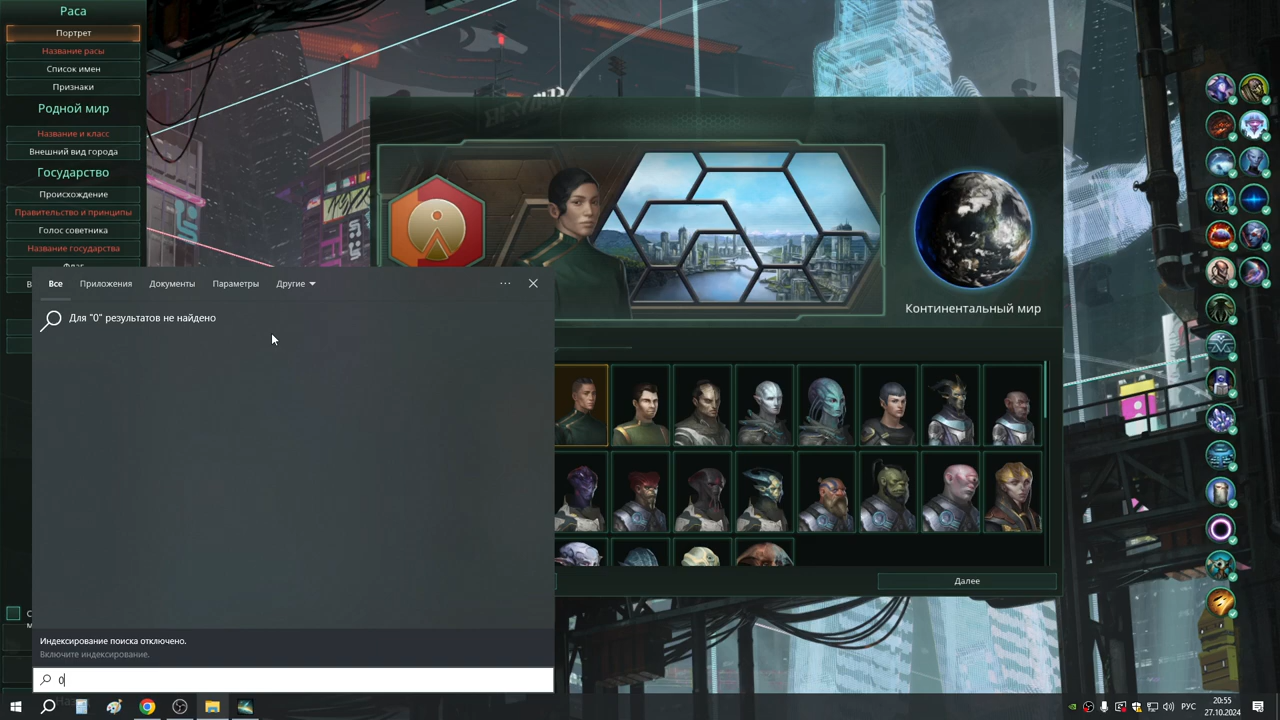 Раса
Портрет
Название расы
Список имен
Признаки
Родной мир
Название и класс
Внешний вид города
Государство
Происхождение
Правительство и принципы
Голос советника
Название государства
Флаг
Континентальный мир
Все
Приложения
Документы
Параметры
Другие
Для "0" результатов не найдено
Индексирование поиска отключено.
Включите индексирование.
0
Далее
РУС
20:55
27.10.2024